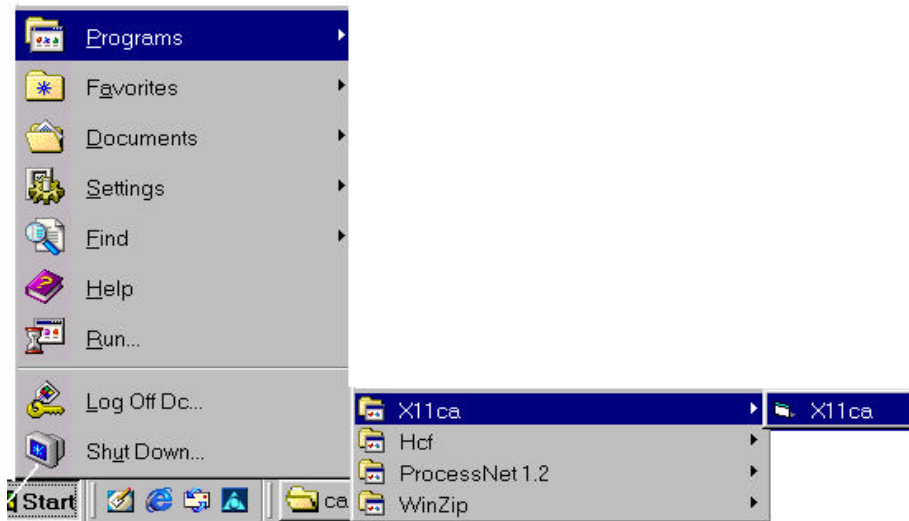 Programs
Favorites
Documents
Settings
Find
Help
Run...
Log Off Dc...
Shut Down...
X11ca
X11ca
Hcf
ProcessNet 1.2
WinZip
Start
ca